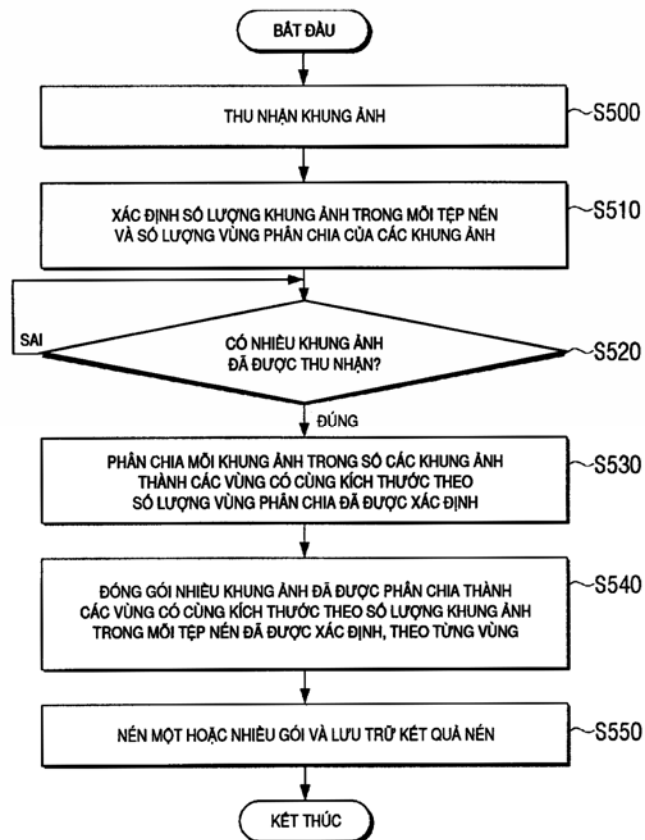 BẮT ĐẦU
THU NHẬN KHUNG ẢNH
S500
XÁC ĐỊNH SỐ LƯỢNG KHUNG ẢNH TRONG MỖI TỆP NÉN
VÀ SỐ LƯỢNG VÙNG PHÂN CHIA CỦA CÁC KHUNG ẢNH
S510
SAI
CÓ NHIỀU KHUNG ẢNH
ĐÃ ĐƯỢC THU NHẬN?
S520
ĐÚNG
PHÂN CHIA MỖI KHUNG ẢNH TRONG SỐ CÁC KHUNG ẢNH
THÀNH CÁC VÙNG CÓ CÙNG KÍCH THƯỚC THEO
SỐ LƯỢNG VÙNG PHÂN CHIA ĐÃ ĐƯỢC XÁC ĐỊNH
S530
ĐÓNG GÓI NHIỀU KHUNG ẢNH ĐÃ ĐƯỢC PHÂN CHIA THÀNH
CÁC VÙNG CÓ CÙNG KÍCH THƯỚC THEO SỐ LƯỢNG KHUNG ẢNH
TRONG MỖI TỆP NÉN ĐÃ ĐƯỢC XÁC ĐỊNH, THEO TỪNG VÙNG
S540
NÉN MỘT HOẶC NHIỀU GÓI VÀ LƯU TRỮ KẾT QUẢ NÉN
S550
KẾT THÚC